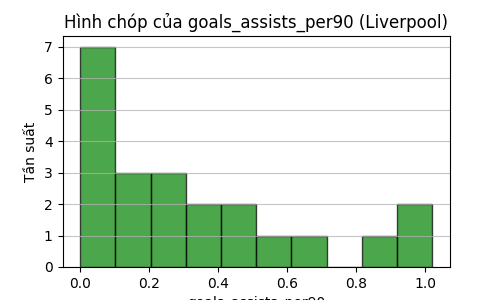 Hình chóp của goals_assists_per90 (Liverpool)
Tần suất
7
6
5
4
3
2
1
0
0.0 0.2 0.4 0.6 0.8 1.0
goals_assists_per90